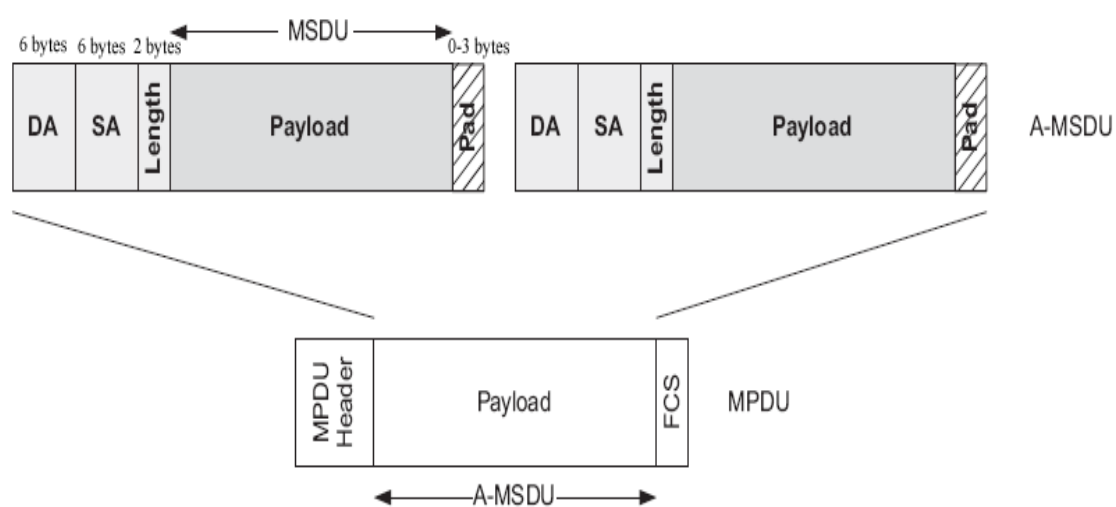 MSDU
6 bytes 6 bytes 2 bytes 0-3 bytes
DA SA Length Payload Pad DA SA Length Payload Pad A-MSDU
MPDU Header Payload FCS MPDU
A-MSDU